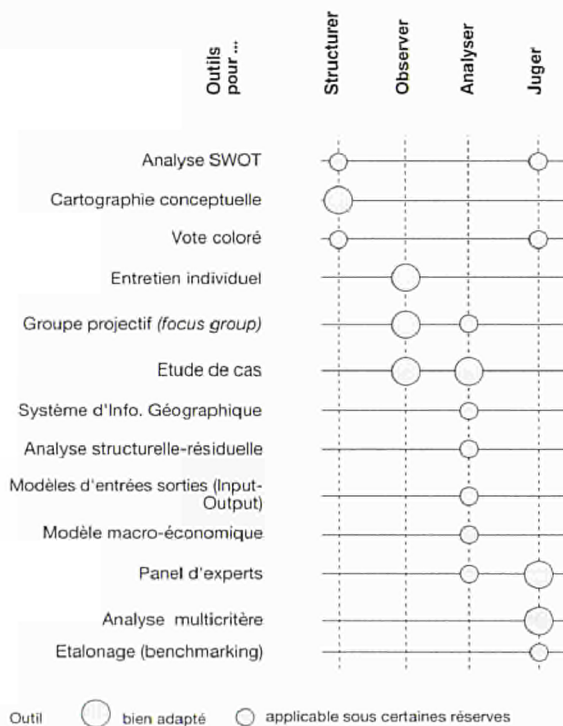 Outils pour ...
Structurer
Observer
Analyser
Juger
Analyse SWOT
Cartographie conceptuelle
Vote coloré
Entretien individuel
Groupe projectif (focus group)
Etude de cas
Système d'Info. Géographique
Analyse structurelle-résiduelle
Modèles d'entrées sorties (Input-
Output)
Modèle macro-économique
Panel d'experts
Analyse multicritère
Etalonage (benchmarking)
Outil bien adapté applicable sous certaines réserves